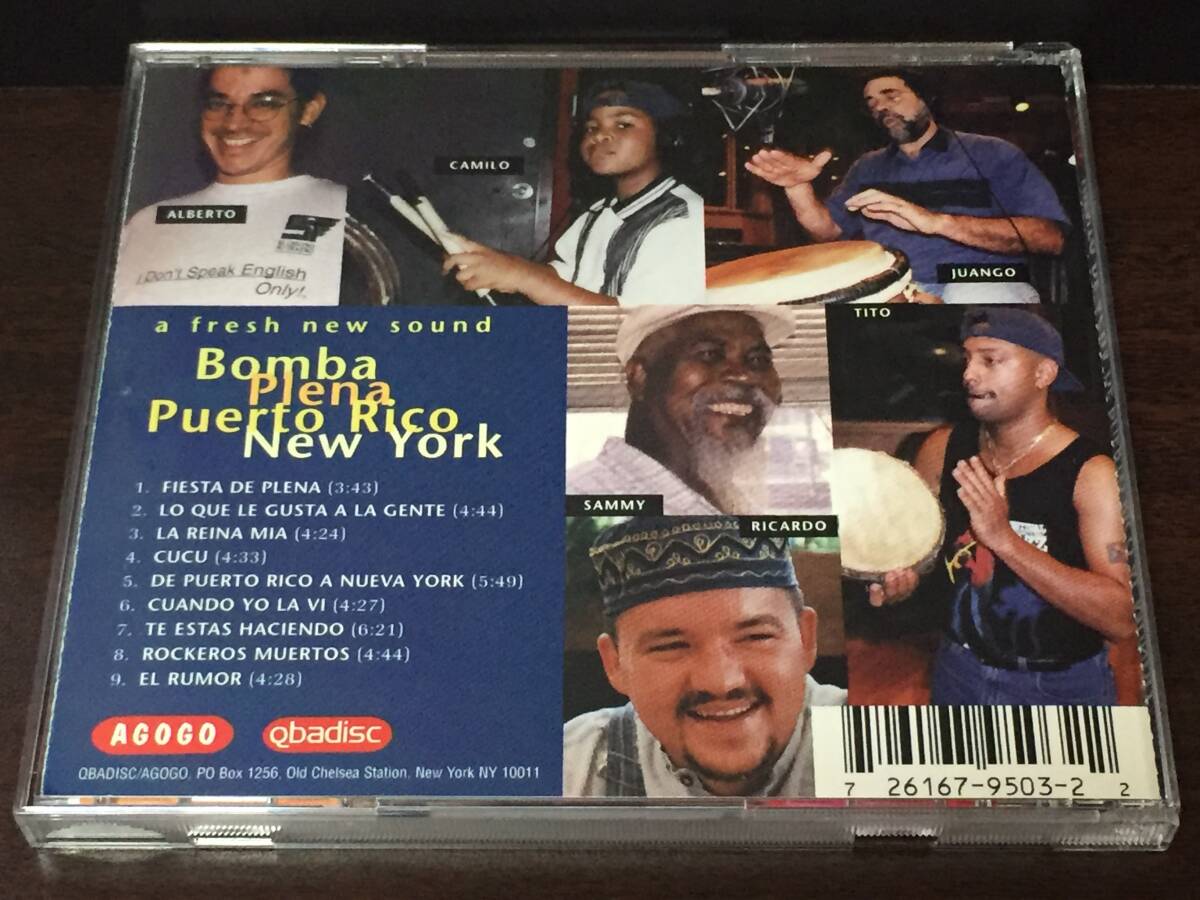 ALBERTO
I Don't Speak English
Only!
CAMILO
JUANGO
a fresh new sound
Bomba
Plena
Puerto Rico
New York
1. FIESTA DE PLENA (3:43)
2. LO QUE LE GUSTA A LA GENTE (4:44)
3. LA REINA MIA (4:24)
4. CUCU (4:33)
5. DE PUERTO RICO A NUEVA YORK (5:49)
6. CUANDO YO LA VI (4:27)
7. TE ESTAS HACIENDO (6:21)
8. ROCKEROS MUERTOS (4:44)
9. EL RUMOR (4:28)
AGOGO
Qbadisc
QBADISC/AGOGO, PO Box 1256, Old Chelsea Station, New York NY 10011
TITO
SAMMY
RICARDO
7 26167-9503-2 2